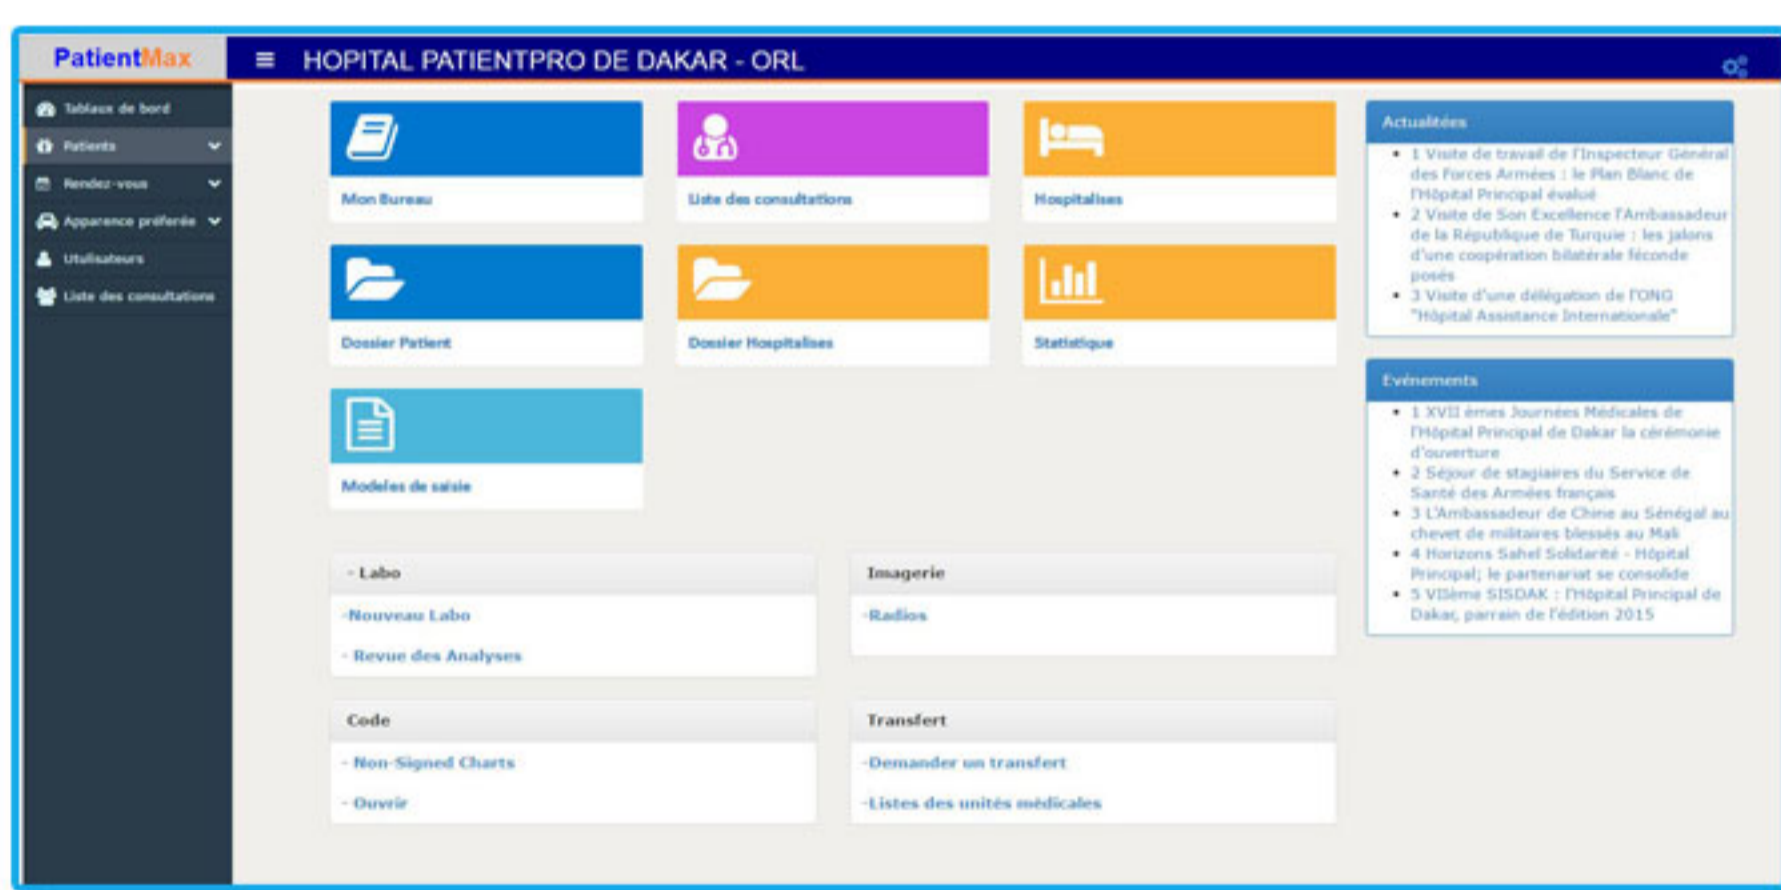 PatientMax
HOPITAL PATIENTPRO DE DAKAR - ORL
Tablaux de bord
Patients
Rendez-vous
Apparence préferée
Utulisateurs
Liste des consultations
Mon Bureau
Liste des consultations
Hospitalises
Dossier Patient
Dossier Hospitalises
Statistique
Modeles de saisie
- Labo
-Nouveau Labo
- Revue des Analyses
Imagerie
-Radios
Code
- Non-Signed Charts
- Ouvrir
Transfert
-Demander un transfert
-Listes des unités médicales
Actualitées
• 1 Visite de travail de l'Inspecteur Général
des Forces Armées : le Plan Blanc de
l'Hôpital Principal évalué
• 2 Visite de Son Excellence l'Ambassadeur
de la République de Turquie : les jalons
d'une coopération bilatérale féconde
posés
• 3 Visite d'une délégation de l'ONG
"Hôpital Assistance Internationale"
Evénements
• 1 XVII èmes Journées Médicales de
l'Hôpital Principal de Dakar la cérémonie
d'ouverture
• 2 Séjour de stagiaires du Service de
Santé des Armées français
• 3 L'Ambassadeur de Chine au Sénégal au
chevet de militaires blessés au Mali
• 4 Horizons Sahel Solidarité - Hôpital
Principal; le partenariat se consolide
• 5 VIIème SISDAK : l'Hôpital Principal de
Dakar, parrain de l'édition 2015